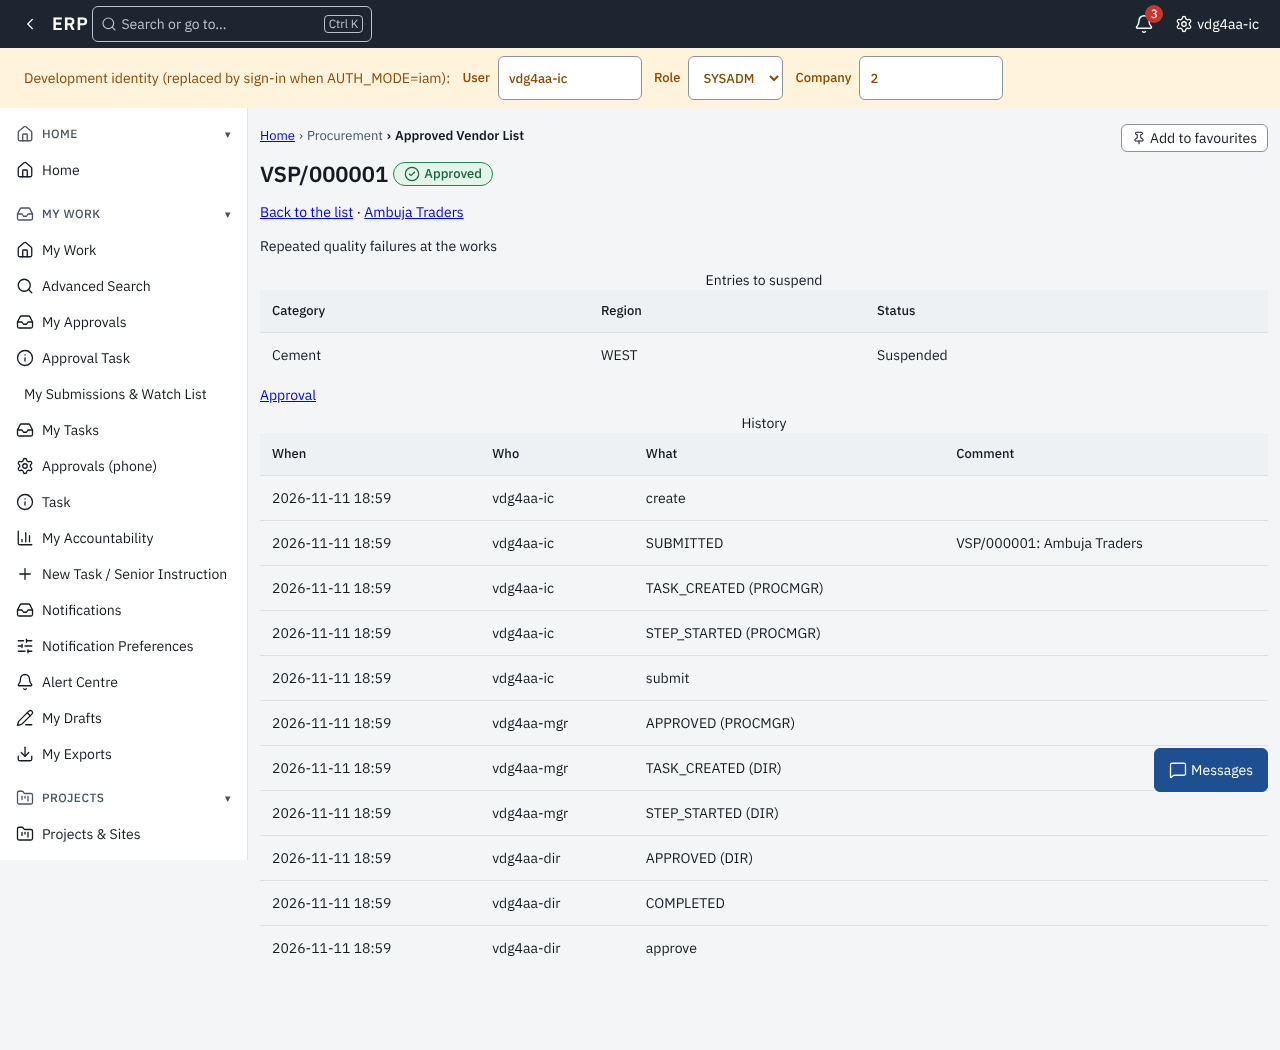 ERP Search or go to... Ctrl K 3 vdg4aa-ic
Development identity (replaced by sign-in when AUTH_MODE=iam): User vdg4aa-ic Role SYSADM Company 2
HOME
Home
MY WORK
My Work
Advanced Search
My Approvals
Approval Task
My Submissions & Watch List
My Tasks
Approvals (phone)
Task
My Accountability
New Task / Senior Instruction
Notifications
Notification Preferences
Alert Centre
My Drafts
My Exports
PROJECTS
Projects & Sites
Home › Procurement › Approved Vendor List
Add to favourites
VSP/000001 Approved
Back to the list · Ambuja Traders
Repeated quality failures at the works
Entries to suspend
Category Region Status
Cement WEST Suspended
Approval
History
When Who What Comment
2026-11-11 18:59 vdg4aa-ic create
2026-11-11 18:59 vdg4aa-ic SUBMITTED VSP/000001: Ambuja Traders
2026-11-11 18:59 vdg4aa-ic TASK_CREATED (PROCMGR)
2026-11-11 18:59 vdg4aa-ic STEP_STARTED (PROCMGR)
2026-11-11 18:59 vdg4aa-ic submit
2026-11-11 18:59 vdg4aa-mgr APPROVED (PROCMGR)
2026-11-11 18:59 vdg4aa-mgr TASK_CREATED (DIR)
Messages
2026-11-11 18:59 vdg4aa-mgr STEP_STARTED (DIR)
2026-11-11 18:59 vdg4aa-dir APPROVED (DIR)
2026-11-11 18:59 vdg4aa-dir COMPLETED
2026-11-11 18:59 vdg4aa-dir approve